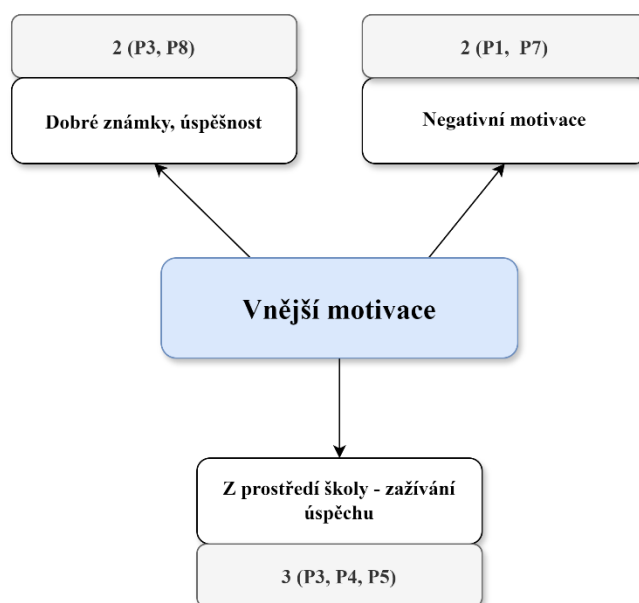 2 (P3, P8)
Dobré známky, úspěšnost
2 (P1, P7)
Negativní motivace
Vnější motivace
Z prostředí školy - zažívání
úspěchu
3 (P3, P4, P5)